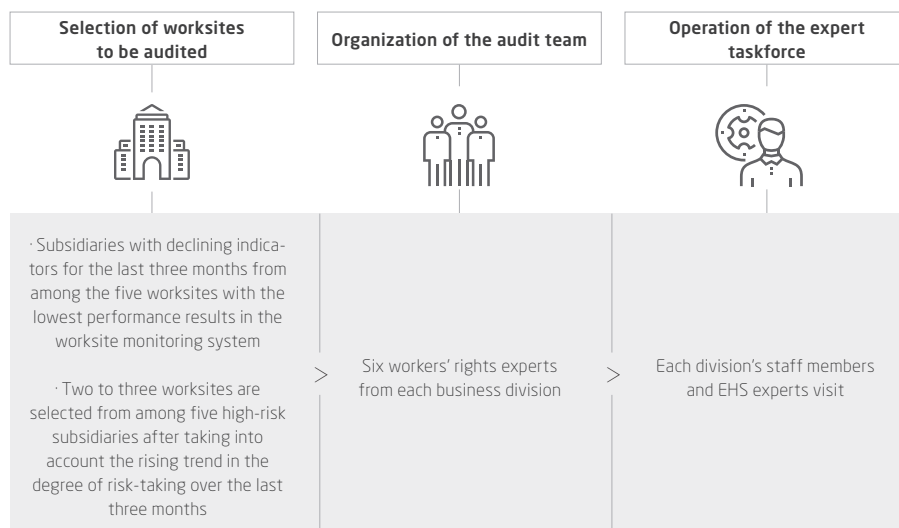 Selection of worksites
to be audited
Organization of the audit team
Operation of the expert
taskforce
· Subsidiaries with declining indica-
tors for the last three months from
among the five worksites with the
lowest performance results in the
worksite monitoring system
· Two to three worksites are
selected from among five high-risk
subsidiaries after taking into
account the rising trend in the
degree of risk-taking over the last
three months
>
Six workers' rights experts
from each business division
>
Each division's staff members
and EHS experts visit